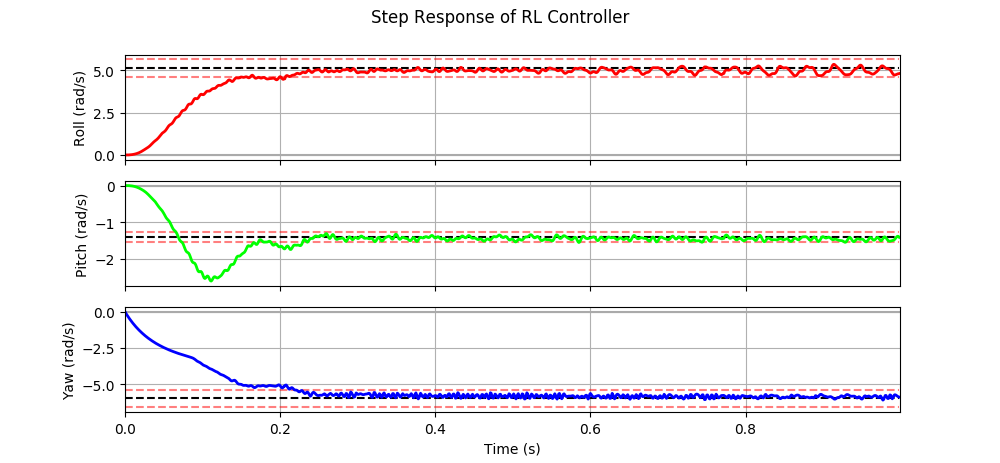 Step Response of RL Controller
Roll (rad/s)
5.0
2.5
0.0
Pitch (rad/s)
0
−1
−2
Yaw (rad/s)
0.0
−2.5
−5.0
0.0 0.2 0.4 0.6 0.8
Time (s)